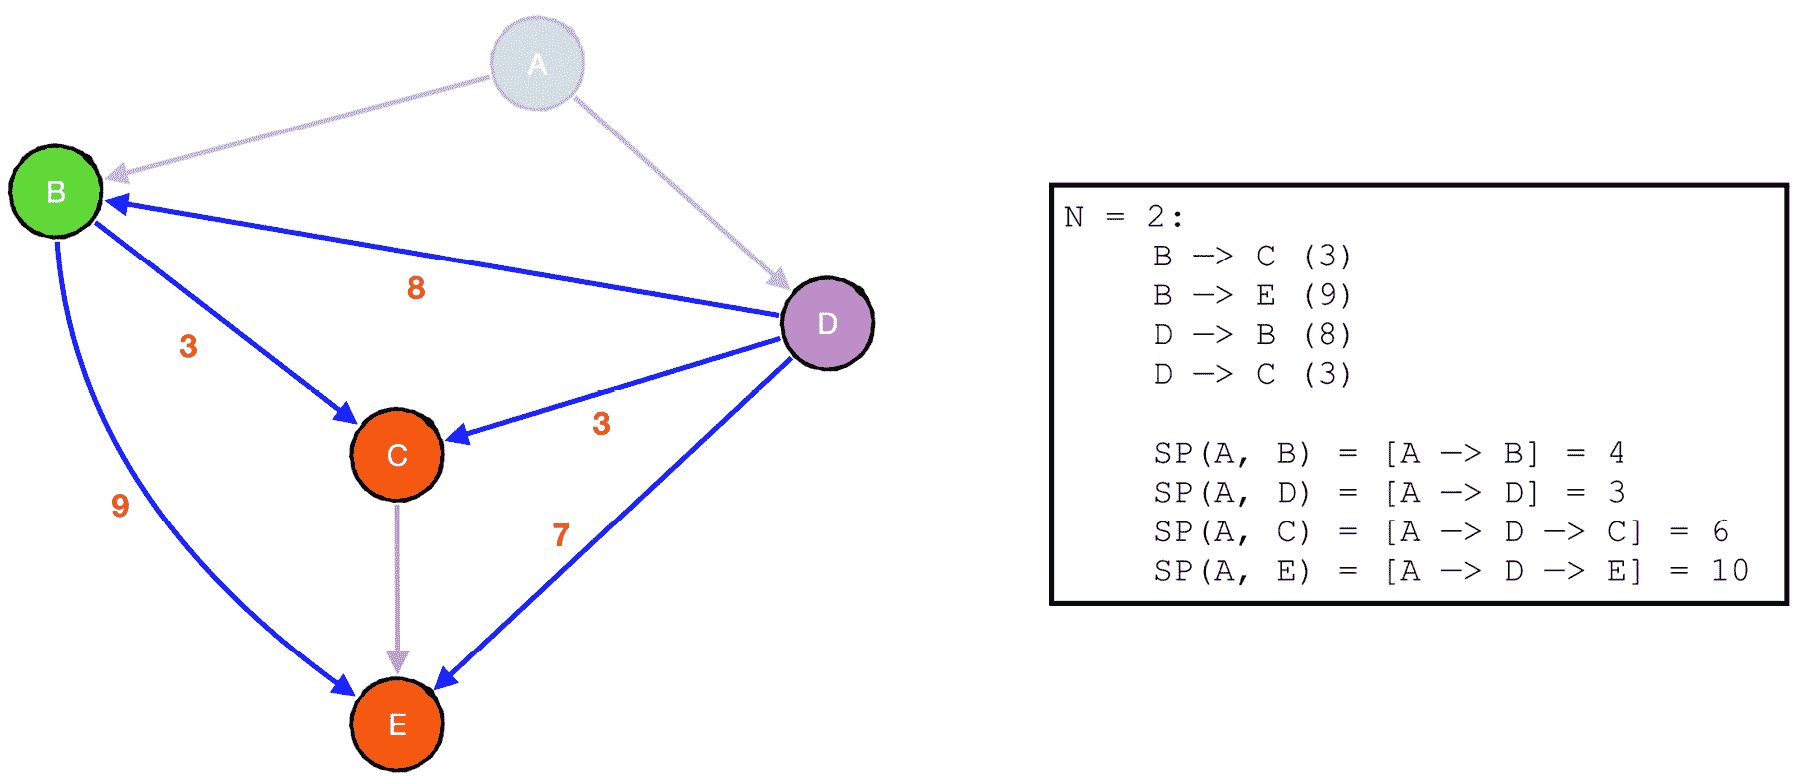 A
B
8
D
3
3
C
9
7
E
N = 2:
B —> C (3)
B —> E (9)
D —> B (8)
D —> C (3)
SP(A, B) = [A —> B] = 4
SP(A, D) = [A —> D] = 3
SP(A, C) = [A —> D —> C] = 6
SP(A, E) = [A —> D —> E] = 10